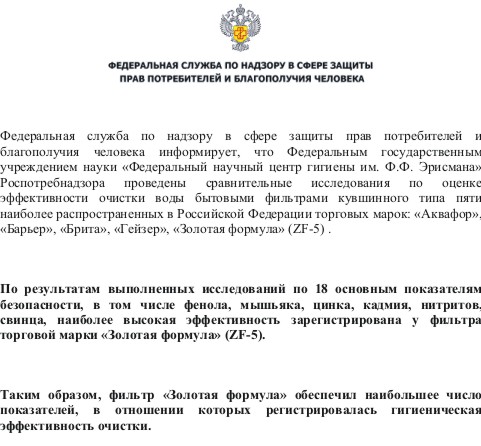 ФЕДЕРАЛЬНАЯ СЛУЖБА ПО НАДЗОРУ В СФЕРЕ ЗАЩИТЫ
ПРАВ ПОТРЕБИТЕЛЕЙ И БЛАГОПОЛУЧИЯ ЧЕЛОВЕКА
Федеральная служба по надзору в сфере защиты прав потребителей и
благополучия человека информирует, что Федеральным государственным
учреждением науки «Федеральный научный центр гигиены им. Ф.Ф. Эрисмана»
Роспотребнадзора проведены сравнительные исследования по оценке
эффективности очистки воды бытовыми фильтрами кувшинного типа пяти
наиболее распространенных в Российской Федерации торговых марок: «Аквафор»,
«Барьер», «Брита», «Гейзер», «Золотая формула» (ZF-5) .
По результатам выполненных исследований по 18 основным показателям
безопасности, в том числе фенола, мышьяка, цинка, кадмия, нитритов,
свинца, наиболее высокая эффективность зарегистрирована у фильтра
торговой марки «Золотая формула» (ZF-5).
Таким образом, фильтр «Золотая формула» обеспечил наибольшее число
показателей, в отношении которых регистрировалась гигиеническая
эффективность очистки.